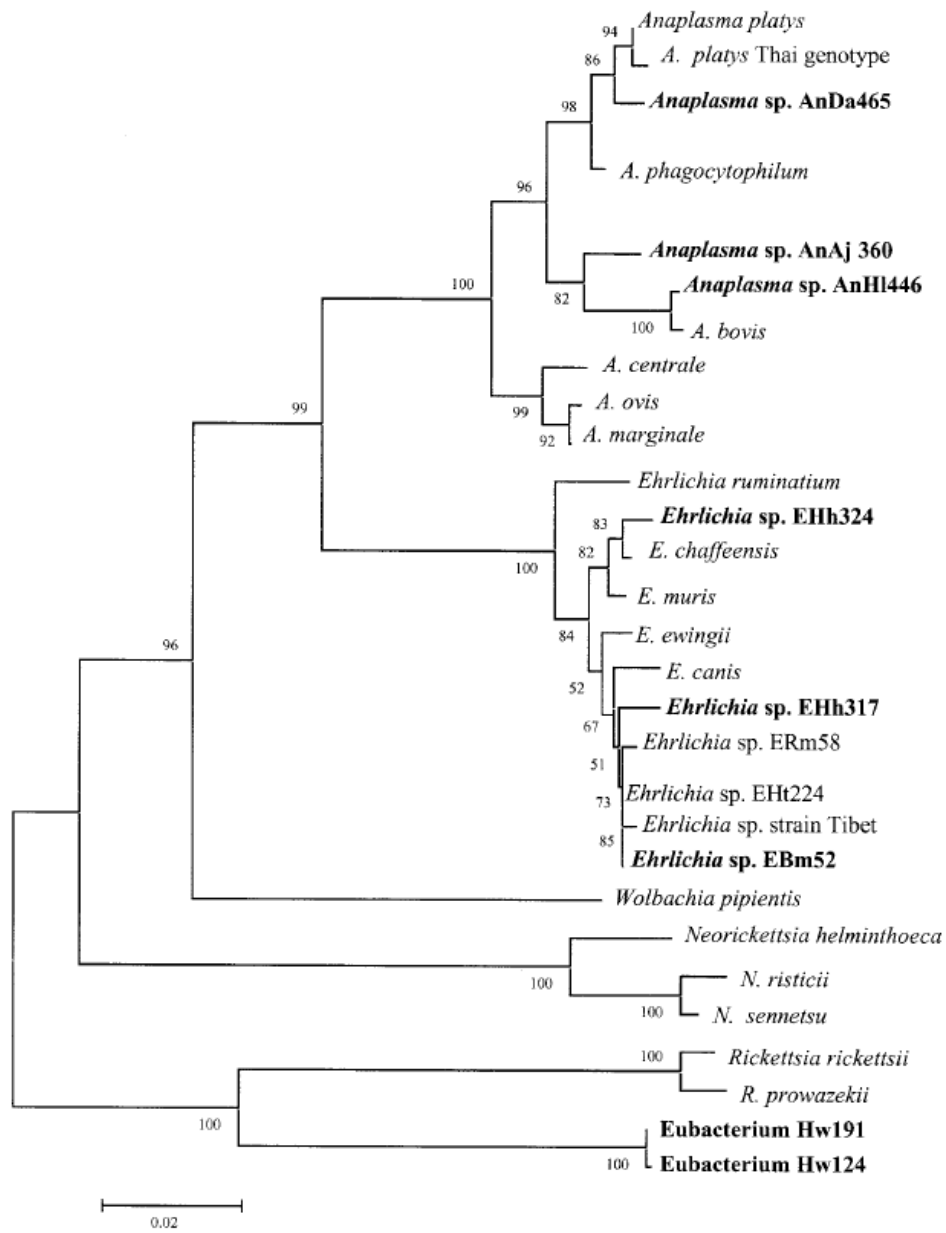 Anaplasma platys
94
A. platys Thai genotype
86
Anaplasma sp. AnDa465
98
A. phagocytophilum
96
Anaplasma sp. AnAj 360
100
Anaplasma sp. AnHl446
82
100
A. bovis
A. centrale
99
A. ovis
99
92
A. marginale
Ehrlichia ruminatium
83
Ehrlichia sp. EHh324
82
E. chaffeensis
100
E. muris
84
E. ewingii
96
E. canis
52
Ehrlichia sp. EHh317
67
Ehrlichia sp. ERm58
51
Ehrlichia sp. EHt224
73
Ehrlichia sp. strain Tibet
85
Ehrlichia sp. EBm52
Wolbachia pipientis
Neorickettsia helminthoeca
100
N. risticii
100
N. sennetsu
100
Rickettsia rickettsii
R. prowazekii
100
Eubacterium Hw191
100
Eubacterium Hw124
0.02